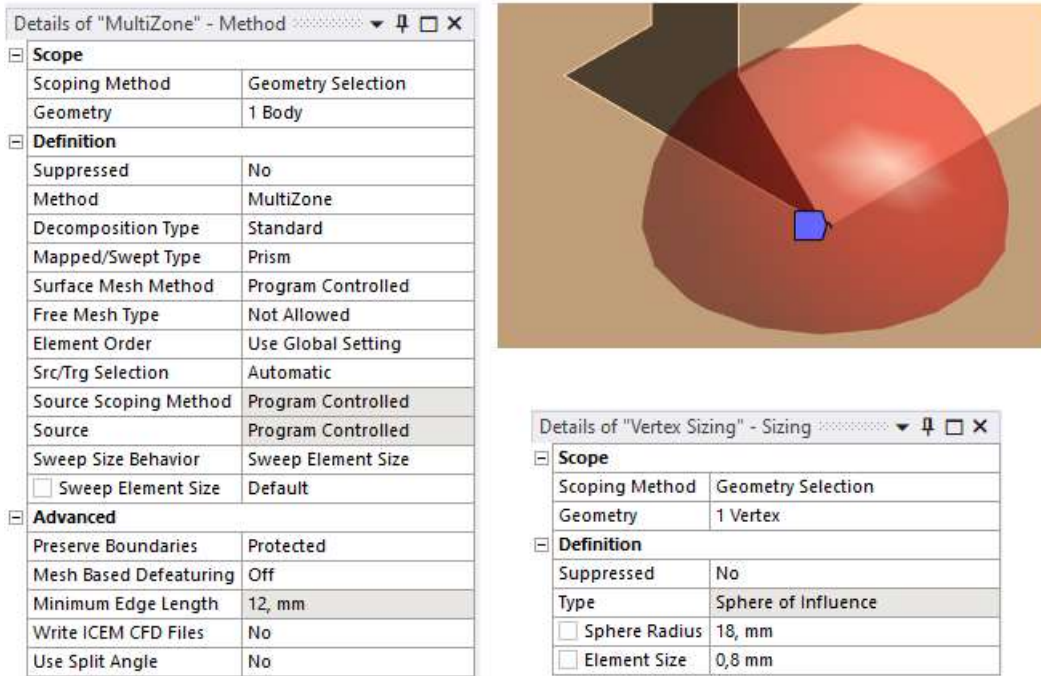 Details of "MultiZone" - Method
Scope
Scoping Method Geometry Selection
Geometry 1 Body
Definition
Suppressed No
Method MultiZone
Decomposition Type Standard
Mapped/Swept Type Prism
Surface Mesh Method Program Controlled
Free Mesh Type Not Allowed
Element Order Use Global Setting
Src/Trg Selection Automatic
Source Scoping Method Program Controlled
Source Program Controlled
Sweep Size Behavior Sweep Element Size
Sweep Element Size Default
Advanced
Preserve Boundaries Protected
Mesh Based Defeaturing Off
Minimum Edge Length 12, mm
Write ICEM CFD Files No
Use Split Angle No
Details of "Vertex Sizing" - Sizing
Scope
Scoping Method Geometry Selection
Geometry 1 Vertex
Definition
Suppressed No
Type Sphere of Influence
Sphere Radius 18, mm
Element Size 0,8 mm